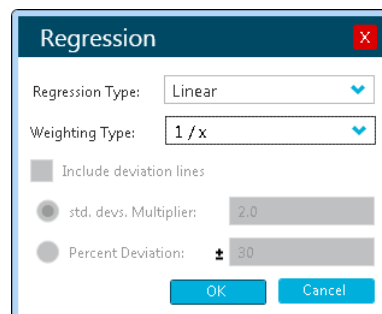 Regression X
Regression Type: Linear
Weighting Type: 1 / x
Include deviation lines
std. devs. Multiplier: 2.0
Percent Deviation: ± 30
OK Cancel